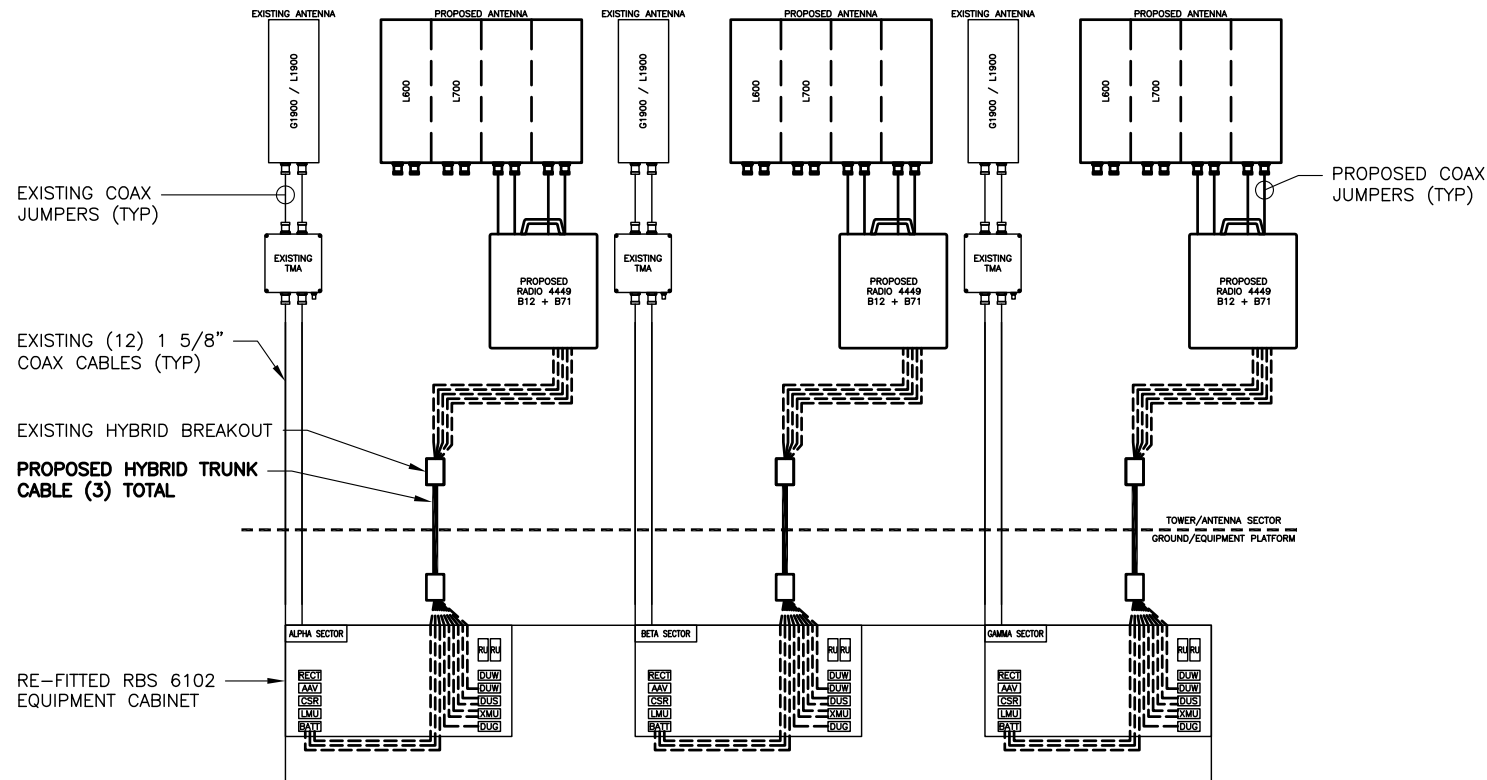 EXISTING ANTENNA
PROPOSED ANTENNA
EXISTING ANTENNA
PROPOSED ANTENNA
EXISTING ANTENNA
PROPOSED ANTENNA
G1900 / L1900
L600
L700
G1900 / L1900
L600
L700
G1900 / L1900
L600
L700
EXISTING COAX
JUMPERS (TYP)
PROPOSED COAX
JUMPERS (TYP)
EXISTING
TMA
PROPOSED
RADIO 4449
B12 + B71
EXISTING
TMA
PROPOSED
RADIO 4449
B12 + B71
EXISTING
TMA
PROPOSED
RADIO 4449
B12 + B71
EXISTING (12) 1 5/8”
COAX CABLES (TYP)
EXISTING HYBRID BREAKOUT
PROPOSED HYBRID TRUNK
CABLE (3) TOTAL
TOWER/ANTENNA SECTOR
GROUND/EQUIPMENT PLATFORM
RE-FITTED RBS 6102
EQUIPMENT CABINET
ALPHA SECTOR
RU RU
RECT
AAV
CSR
LMU
BATT
DUW
DUW
DUS
XMU
DUG
BETA SECTOR
RU RU
RECT
AAV
CSR
LMU
BATT
DUW
DUW
DUS
XMU
DUG
GAMMA SECTOR
RU RU
RECT
AAV
CSR
LMU
BATT
DUW
DUW
DUS
XMU
DUG